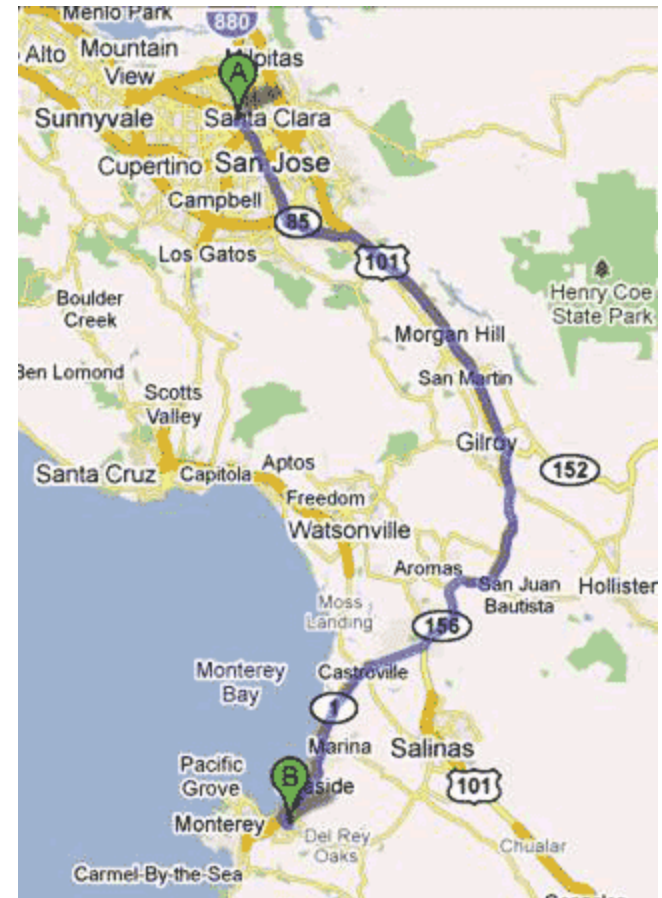 Menlo Park
880
Alto
Mountain
View
A
Santa Clara
Sunnyvale
Cupertino
San Jose
Campbell
85
Los Gatos
101
Henry Coe
State Park
Boulder
Creek
Morgan Hill
Ben Lomond
San Martin
Scotts
Valley
Gilroy
152
Santa Cruz
Capitola
Aptos
Freedom
Watsonville
Aromas
San Juan
Bautista
Hollister
Moss
Landing
156
Monterey
Bay
Castroville
1
Marina
Salinas
Pacific
Grove
B
101
Monterey
Del Rey
Oaks
Chualar
Carmel-By-the-Sea